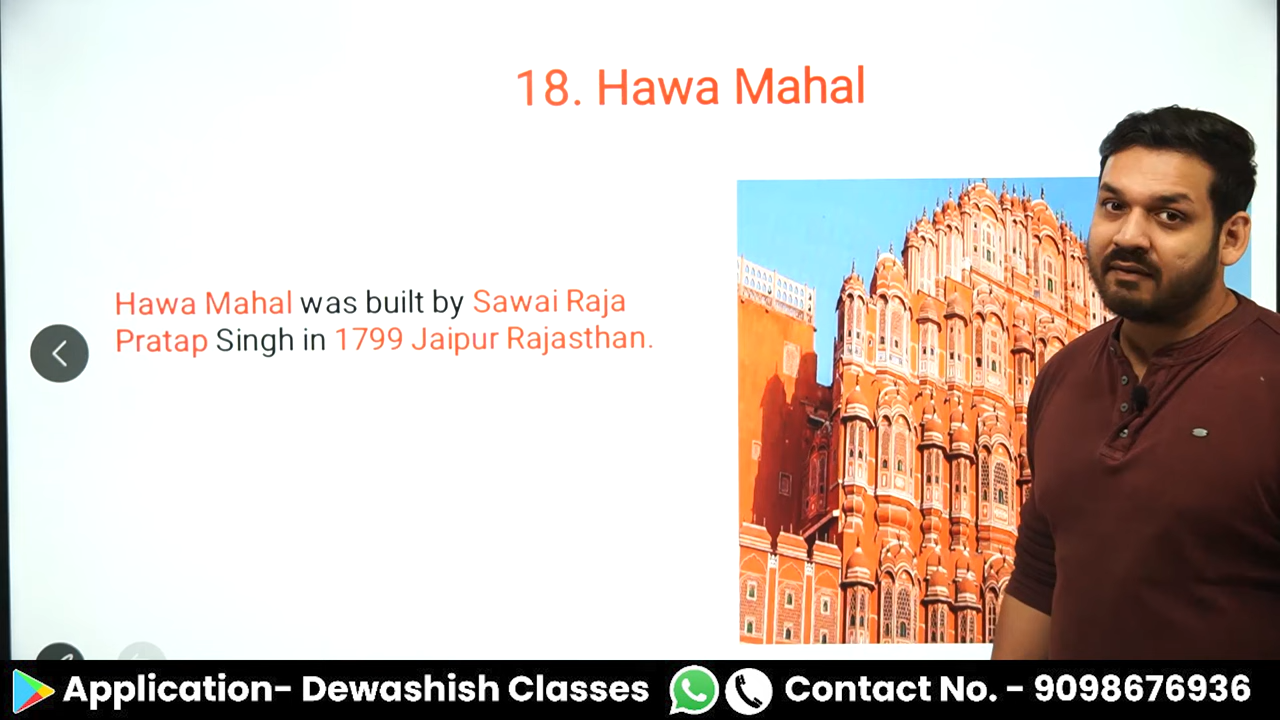 18. Hawa Mahal
Hawa Mahal was built by Sawai Raja
Pratap Singh in 1799 Jaipur Rajasthan.
Application- Dewashish Classes
Contact No. - 9098676936